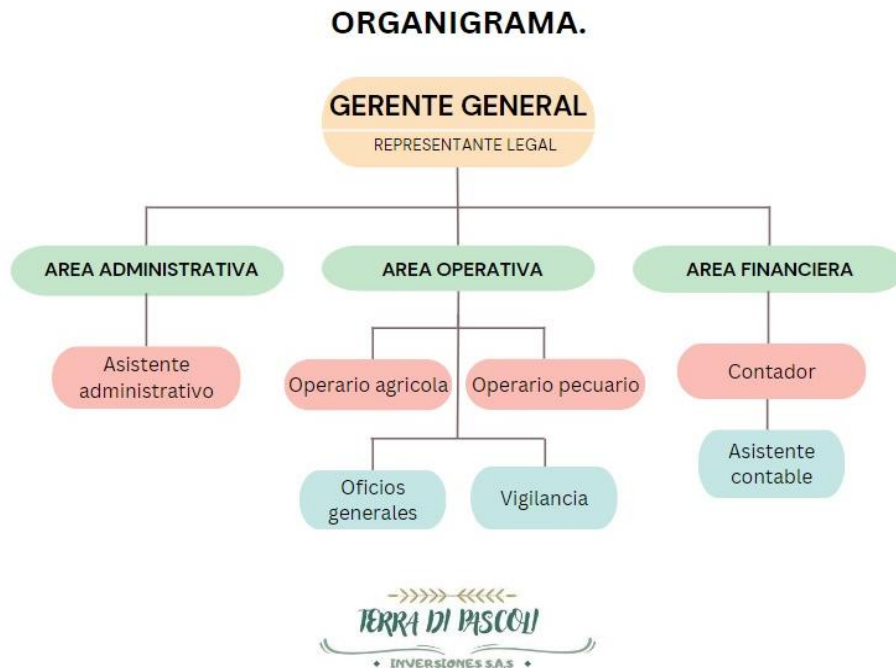 ORGANIGRAMA.
GERENTE GENERAL
REPRESENTANTE LEGAL
AREA ADMINISTRATIVA
AREA OPERATIVA
AREA FINANCIERA
Asistente
administrativo
Operario agricola
Operario pecuario
Contador
Oficios
generales
Vigilancia
Asistente
contable
TERRA DI PASCOLI
INVERSIONES S.A.S